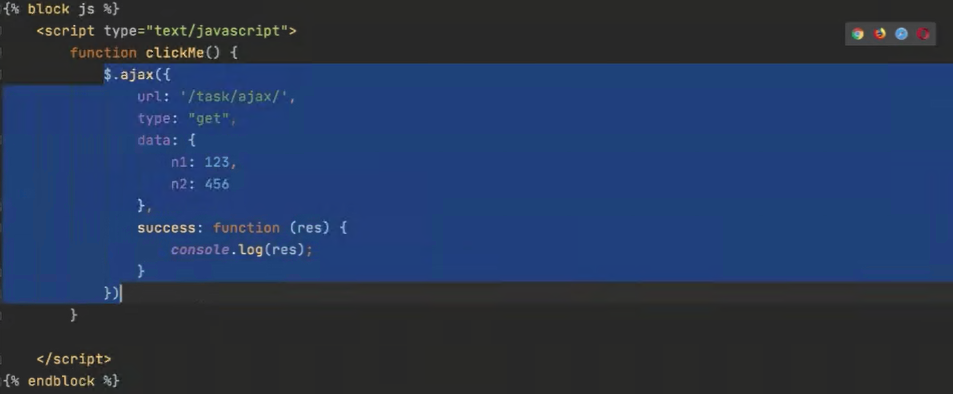 {% block js %}
<script type="text/javascript">
function clickMe() {
$.ajax({
url: '/task/ajax/',
type: "get",
data: {
n1: 123,
n2: 456
},
success: function (res) {
console.log(res);
}
})
}
</script>
{% endblock %}